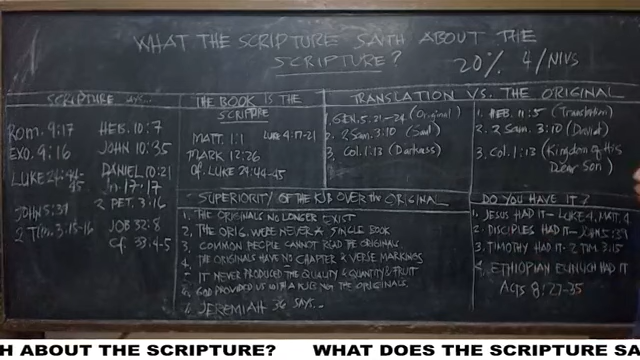 WHAT THE SCRIPTURE SAITH ABOUT THE
SCRIPTURE?
20% 4/NIVS
SCRIPTURE SAYS...
ROM. 9:17 HEB. 10:7
EXO. 9:16 JOHN 10:35
LUKE 24:44-45 DANIEL 10:21
Jn. 17:17
2 PET. 3:16
JOHN 5:39 JOB 32:8
2 TIM. 3:15-16 Cf. 33:4-5
THE BOOK IS THE
SCRIPTURE
MATT. 1:1 LUKE 4:17-21
MARK 12:26
Cf. LUKE 24:44-45
TRANSLATION VS. THE ORIGINAL
1. GEN. 5:21-24 (Original)
2. 2 Sam. 3:10 (Saul)
3. Col. 1:13 (Darkness)
1. HEB. 11:5 (Translation)
2. 2 Sam. 3:10 (David)
3. Col 1:13 (Kingdom of His
Dear Son)
SUPERIORITY OF THE KJB OVER THE ORIGINAL
1. THE ORIGINALS NO LONGER EXIST
2. THE ORIG. WERE NEVER A SINGLE BOOK
3. COMMON PEOPLE CANNOT READ THE ORIGINALS.
4. THE ORIGINALS HAVE NO CHAPTER & VERSE MARKINGS
IT NEVER PRODUCED THE QUALITY & QUANTITY & FRUIT
GOD PROVIDED US WITH A KJB NOT THE ORIGINALS.
JEREMIAH 36 SAYS...
DO YOU HAVE IT?
1. JESUS HAD IT - LUKE 4, MATT. 4
2. DISCIPLES HAD IT - JOHN 5:39
3. TIMOTHY HAD IT - 2 TIM. 3:15
4. ETHIOPIAN EUNUCH HAD IT
ACTS 8:27-35
H ABOUT THE SCRIPTURE? WHAT DOES THE SCRIPTURE SA